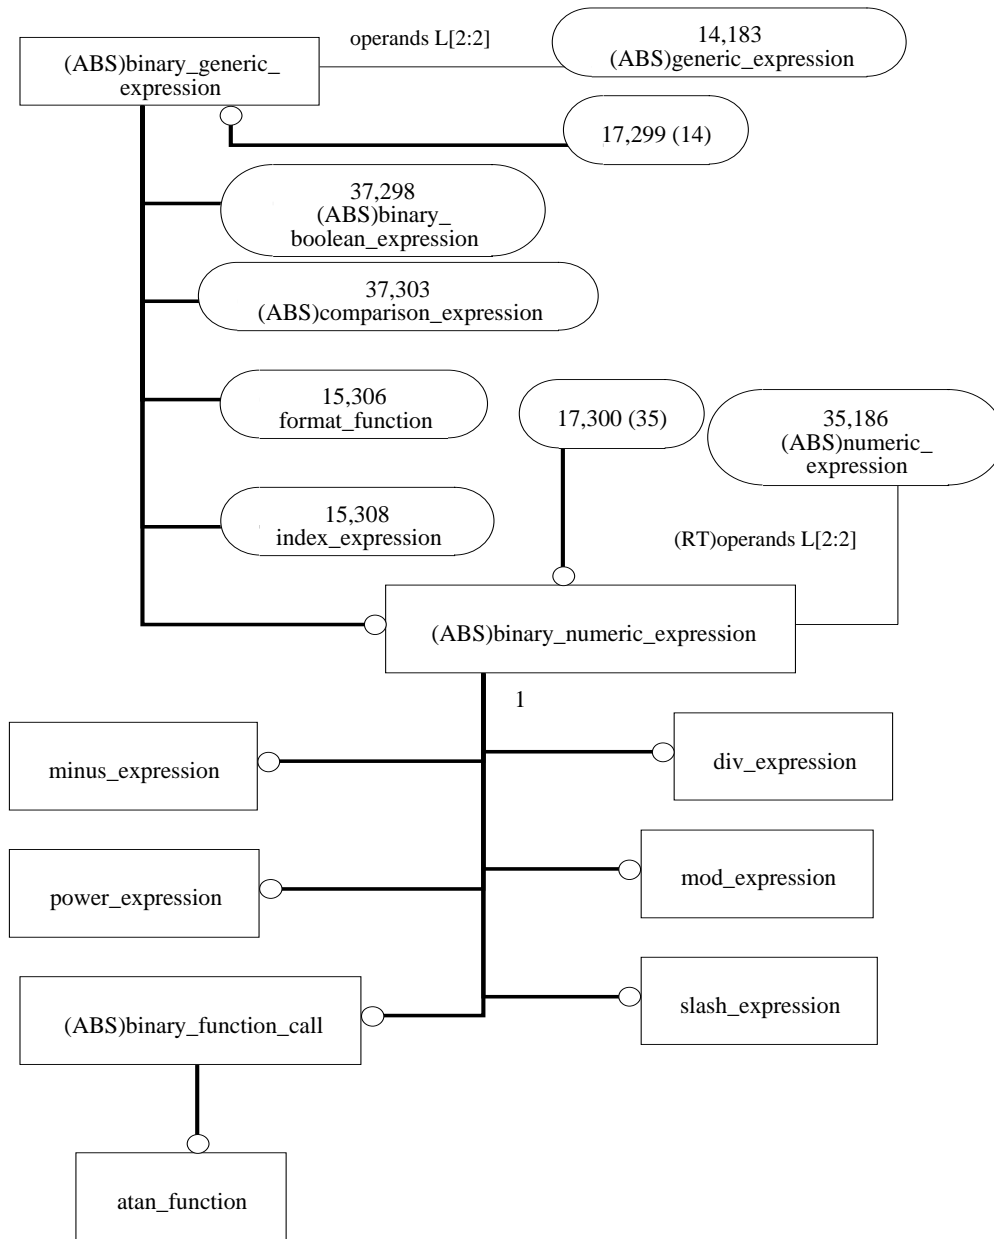 operands L[2:2]
14,183
(ABS)generic_expression
(ABS)binary_generic_
expression
17,299 (14)
37,298
(ABS)binary_
boolean_expression
37,303
(ABS)comparison_expression
15,306
format_function
17,300 (35)
35,186
(ABS)numeric_
expression
15,308
index_expression
(RT)operands L[2:2]
(ABS)binary_numeric_expression
1
minus_expression
div_expression
power_expression
mod_expression
(ABS)binary_function_call
slash_expression
atan_function